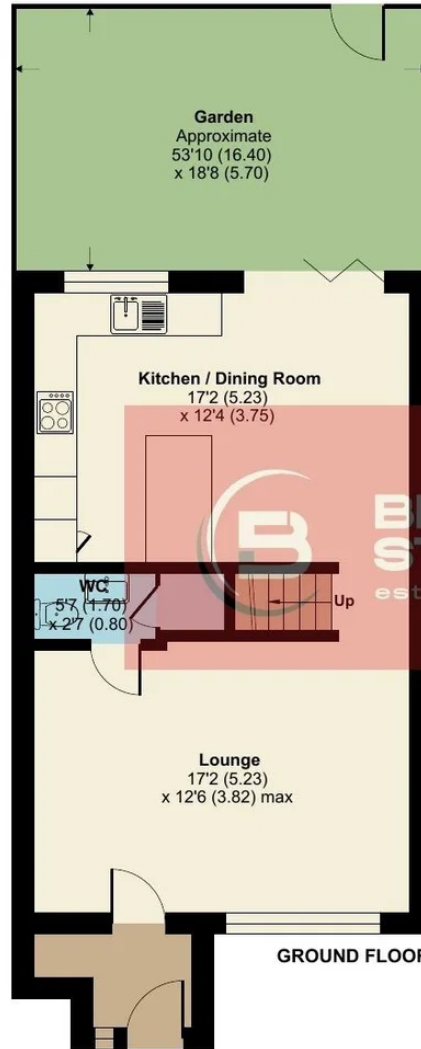 Garden
Approximate
53'10 (16.40)
x 18'8 (5.70)
Kitchen / Dining Room
17'2 (5.23)
x 12'4 (3.75)
B
est
WC
5'7 (1.70)
x 2'7 (0.80)
Up
Lounge
17'2 (5.23)
x 12'6 (3.82) max
GROUND FLOOR